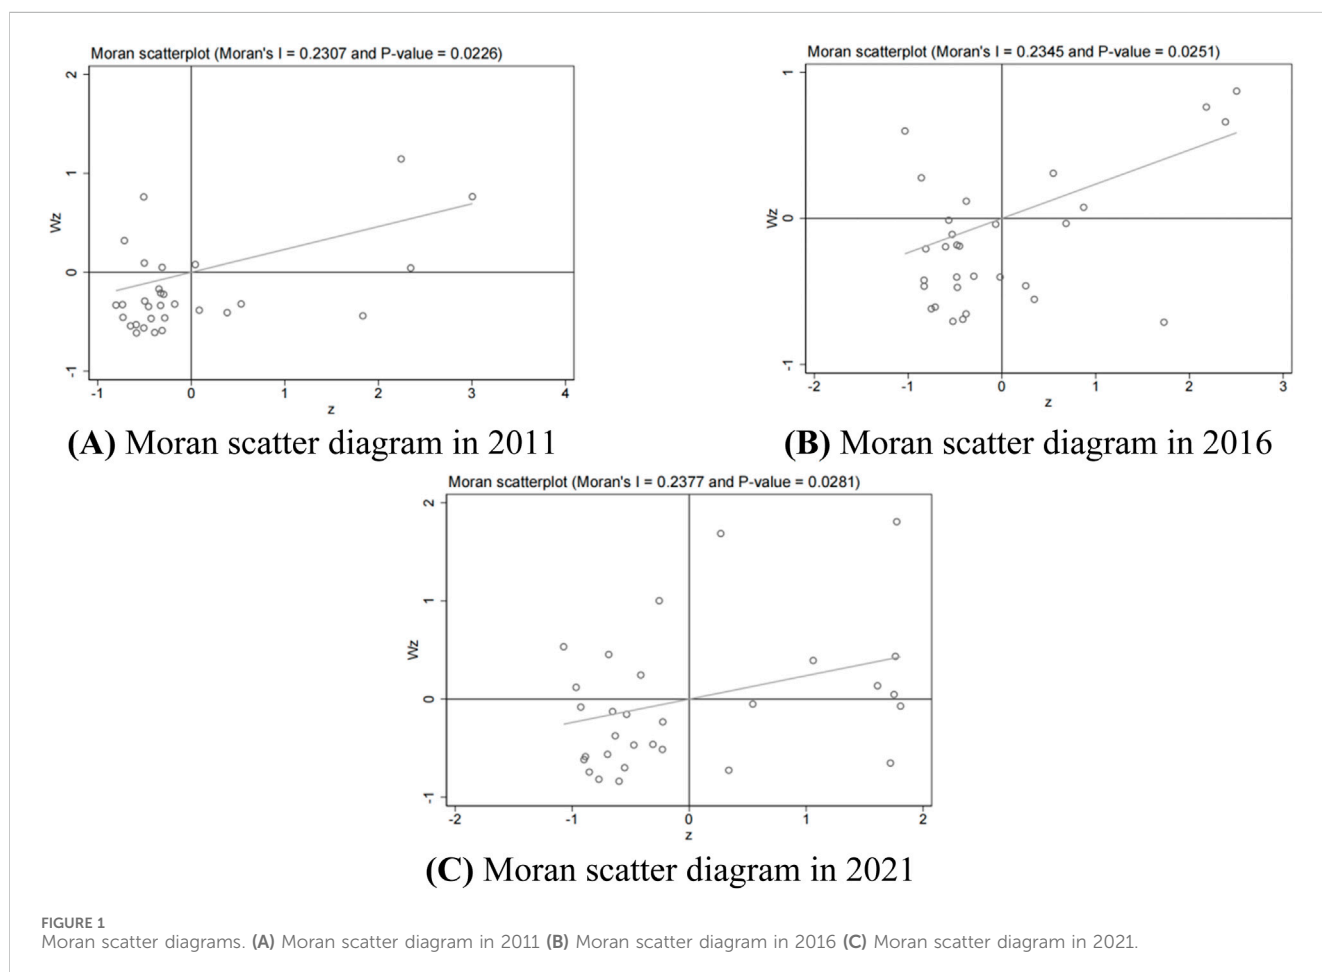 Moran scatterplot (Moran's I = 0.2307 and P-value = 0.0226)
2
1
0
-1
Wz
-1 0 1 2 3 4
z
(A) Moran scatter diagram in 2011
Moran scatterplot (Moran's I = 0.2345 and P-value = 0.0251)
1
0
-1
Wz
-2 -1 0 1 2 3
z
(B) Moran scatter diagram in 2016
Moran scatterplot (Moran's I = 0.2377 and P-value = 0.0281)
2
1
0
-1
Wz
-2 -1 0 1 2
z
(C) Moran scatter diagram in 2021
FIGURE 1
Moran scatter diagrams. (A) Moran scatter diagram in 2011 (B) Moran scatter diagram in 2016 (C) Moran scatter diagram in 2021.